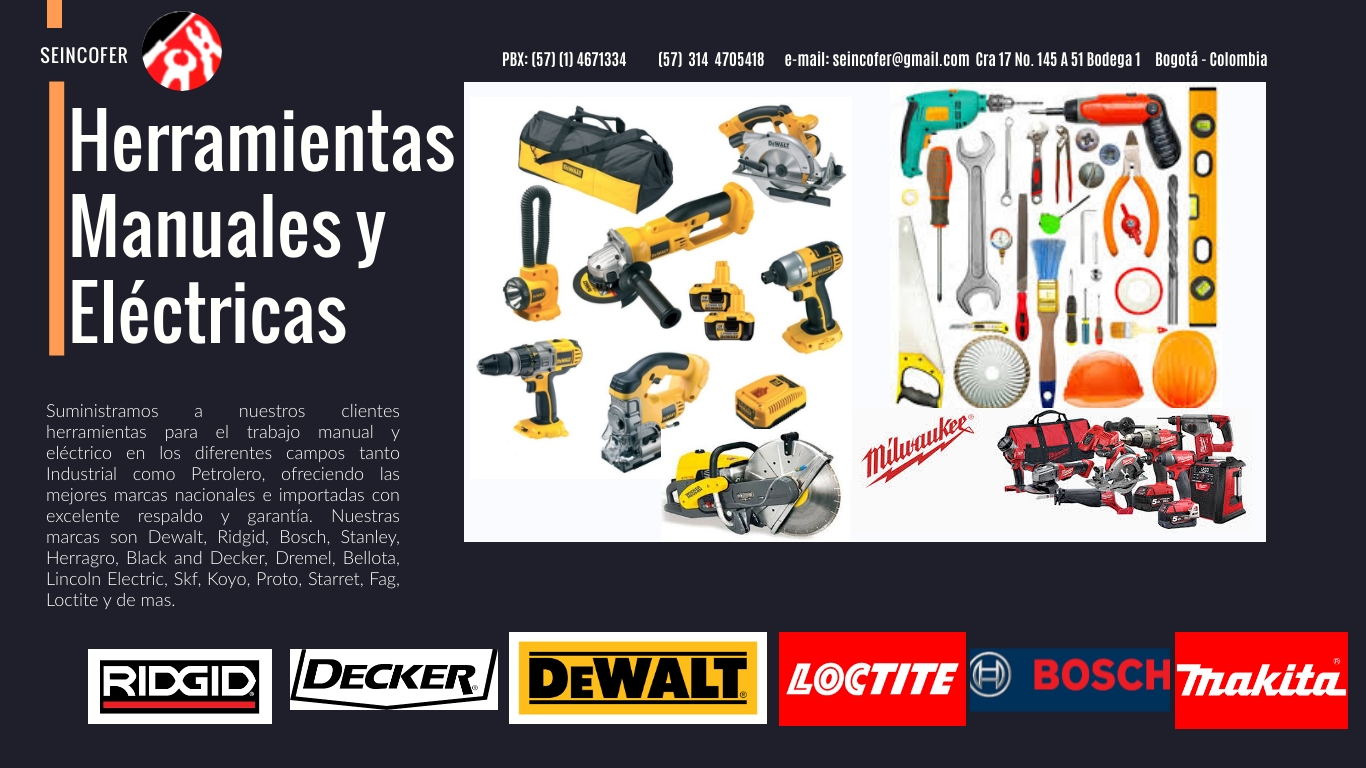 SEINCOFER
PBX: (57) (1) 4671334 (57) 314 4705418 e-mail: seincofer@gmail.com Cra 17 No. 145 A 51 Bodega 1 Bogotá - Colombia
Herramientas
Manuales y
Eléctricas
Suministramos a nuestros clientes
herramientas para el trabajo manual y
eléctrico en los diferentes campos tanto
Industrial como Petrolero, ofreciendo las
mejores marcas nacionales e importadas con
excelente respaldo y garantía. Nuestras
marcas son Dewalt, Ridgid, Bosch, Stanley,
Herragro, Black and Decker, Dremel, Bellota,
Lincoln Electric, Skf, Koyo, Proto, Starret, Fag,
Loctite y de mas.
DEWALT
DEWALT
Milwaukee®
RIDGID®
DECKER®
DEWALT®
LOCTITE
BOSCH
makita®